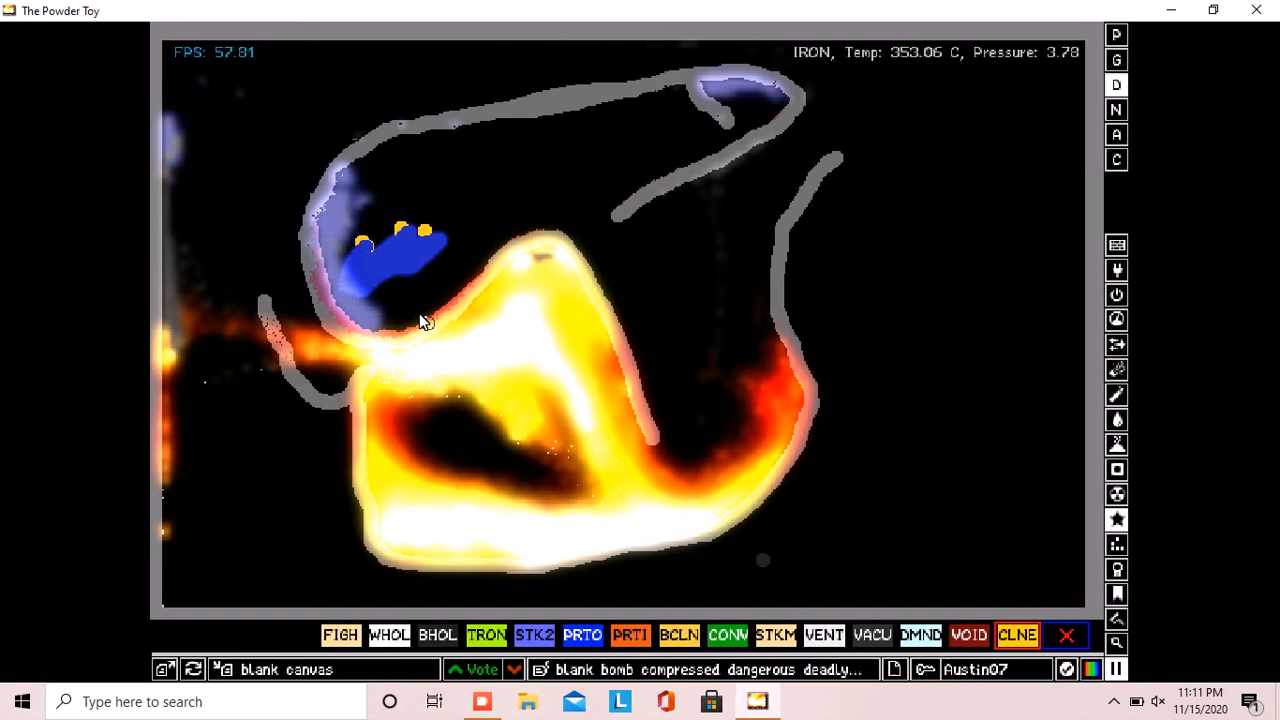 The Powder Toy
FPS: 57.81
IRON, Temp: 353.06 C, Pressure: 3.78
P
G
D
N
A
C
FIGH WHOL BHOL TRON STK2 PRTO PRTI BCLN CONV STKM VENT VACU DMND VOID CLNE
blank canvas Vote blank bomb compressed dangerous deadly... Austin07
Type here to search
L
11:11 PM
11/15/2020
1